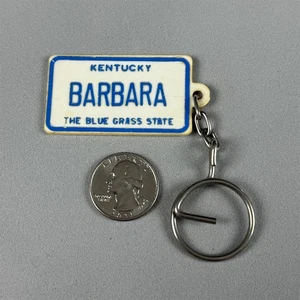 KENTUCKY
BARBARA
THE BLUE GRASS STATE